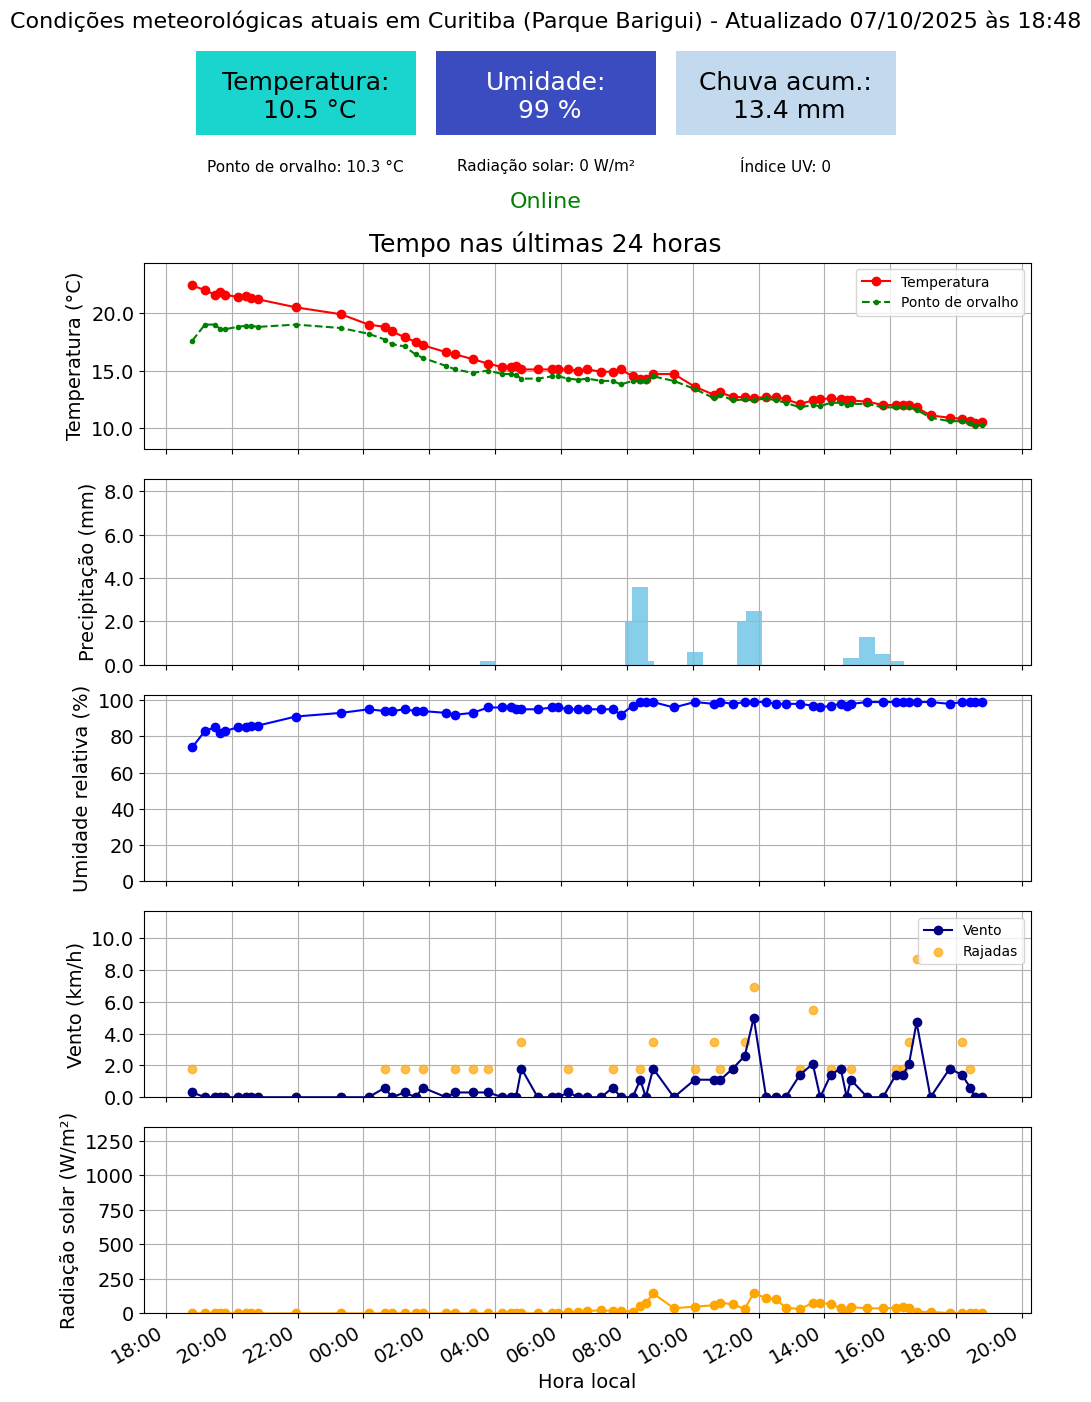 Condições meteorológicas atuais em Curitiba (Parque Barigui) - Atualizado 07/10/2025 às 18:48
Temperatura:
10.5 °C
Umidade:
99 %
Chuva acum.:
13.4 mm
Ponto de orvalho: 10.3 °C
Radiação solar: 0 W/m²
Índice UV: 0
Online
Tempo nas últimas 24 horas
Temperatura (°C)
20.0
15.0
10.0
Temperatura
Ponto de orvalho
Precipitação (mm)
8.0
6.0
4.0
2.0
0.0
Umidade relativa (%)
100
80
60
40
20
0
Vento (km/h)
10.0
8.0
6.0
4.0
2.0
0.0
Vento
Rajadas
Radiação solar (W/m²)
1250
1000
750
500
250
0
18:00
20:00
22:00
00:00
02:00
04:00
06:00
08:00
10:00
12:00
14:00
16:00
18:00
20:00
Hora local